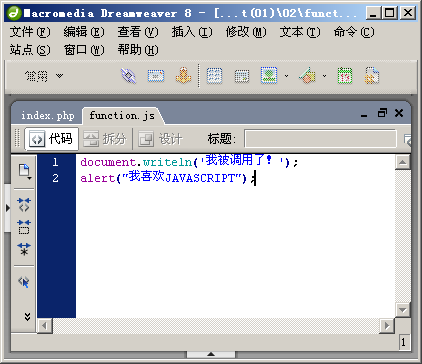 Macromedia Dreamweaver 8 - [...t(01)\02\funct...
文件(F) 编辑(E) 查看(V) 插入(I) 修改(M) 文本(T) 命令(C)
站点(S) 窗口(W) 帮助(H)
常用
index.php function.js
代码 拆分 设计 标题:
1 document.writeln('我被调用了! ');
2 alert("我喜欢JAVASCRIPT");
1